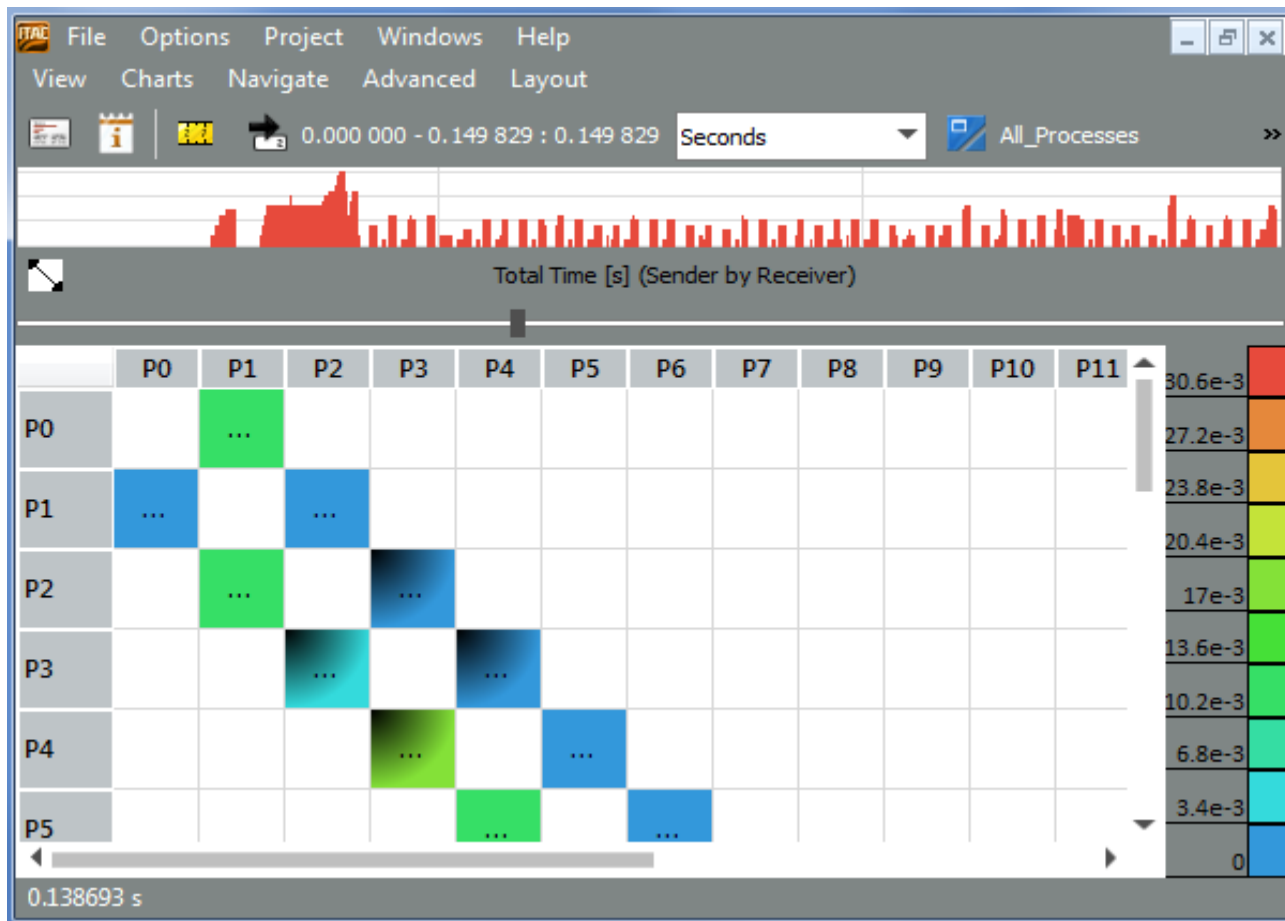 ITAC File Options Project Windows Help
View Charts Navigate Advanced Layout
0.000 000 - 0.149 829 : 0.149 829 Seconds All_Processes »
Total Time [s] (Sender by Receiver)
P0 P1 P2 P3 P4 P5 P6 P7 P8 P9 P10 P11
30.6e-3
P0 ...
27.2e-3
23.8e-3
P1 ... ...
20.4e-3
P2 ... ...
17e-3
13.6e-3
P3 ... ...
10.2e-3
P4 ... ...
6.8e-3
3.4e-3
P5 ... ...
0
0.138693 s